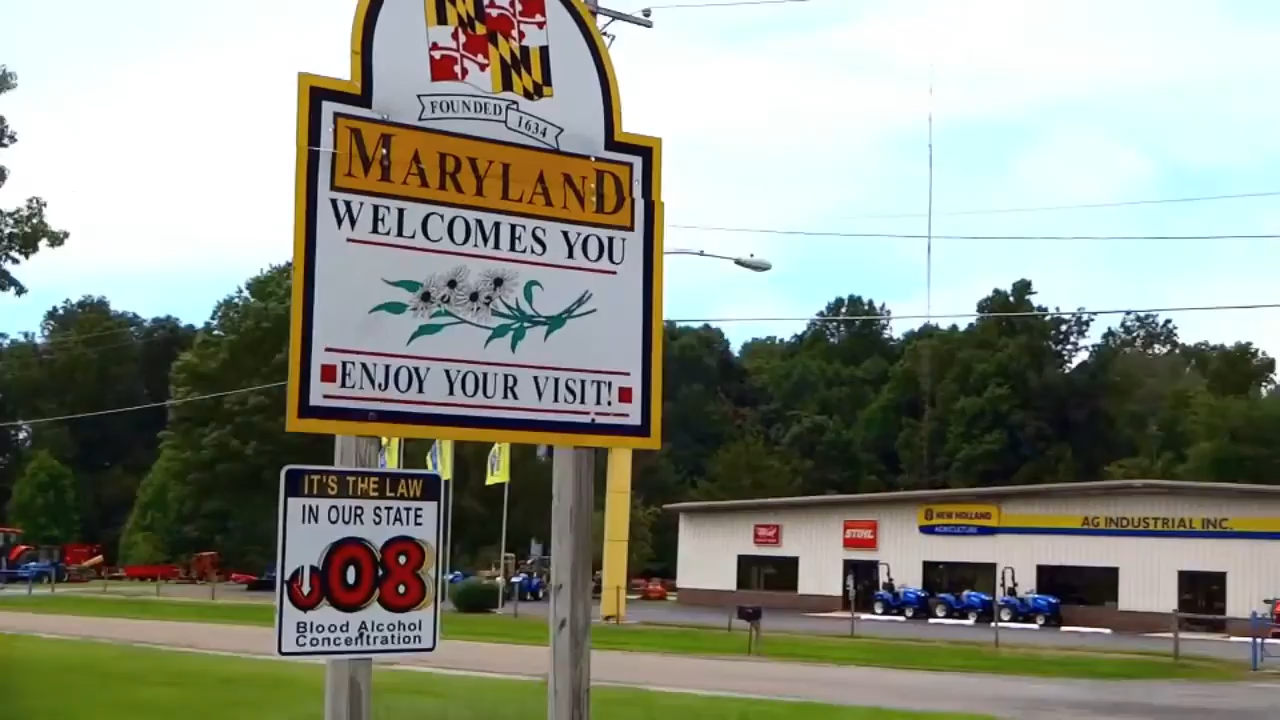 FOUNDED
1634
MARYLAND
WELCOMES YOU
ENJOY YOUR VISIT!
IT'S THE LAW
IN OUR STATE
.08
Blood Alcohol
Concentration
STIHL
NEW HOLLAND
AGRICULTURE
AG INDUSTRIAL INC.